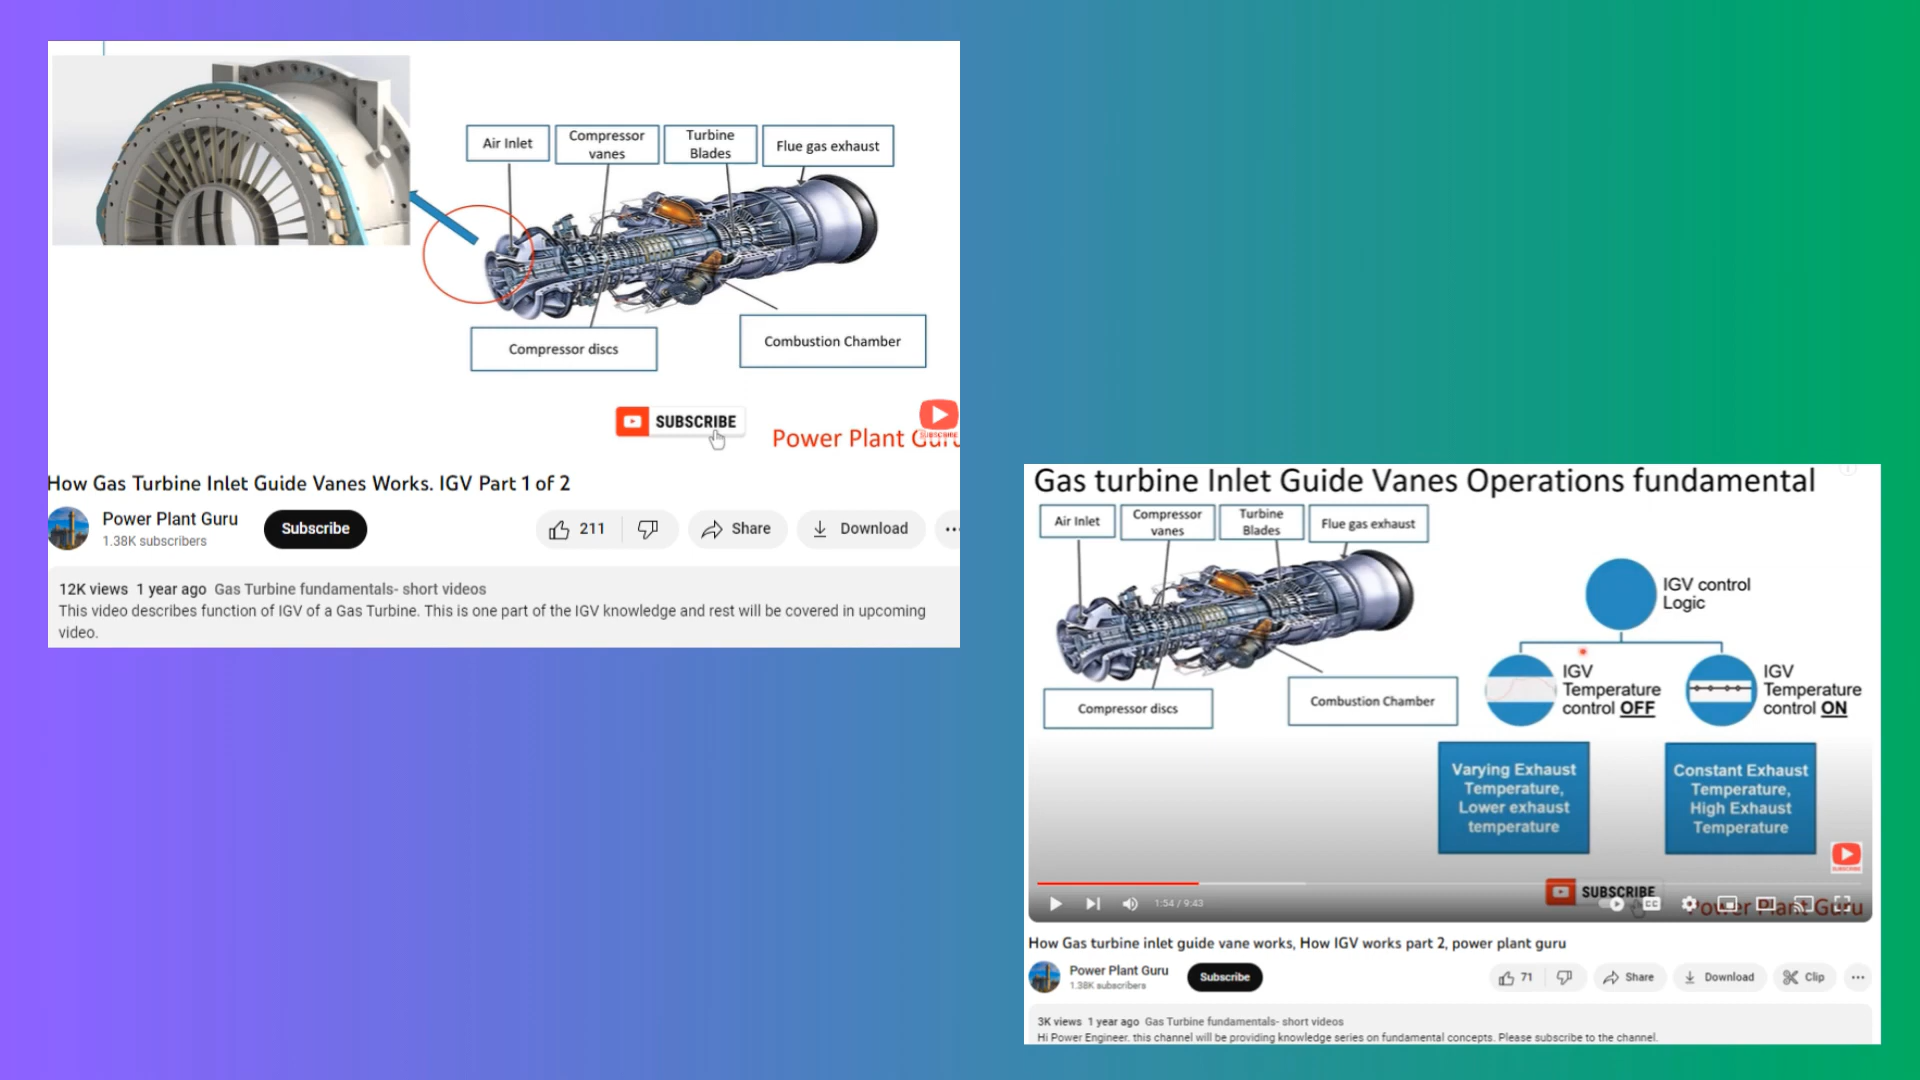 Air Inlet
Compressor
vanes
Turbine
Blades
Flue gas exhaust
Compressor discs
Combustion Chamber
SUBSCRIBE
SUBSCRIBE
Power Plant Guru
How Gas Turbine Inlet Guide Vanes Works. IGV Part 1 of 2
Power Plant Guru
1.38K subscribers
Subscribe
211
Share
Download
12K views 1 year ago Gas Turbine fundamentals- short videos
This video describes function of IGV of a Gas Turbine. This is one part of the IGV knowledge and rest will be covered in upcoming
video.
Gas turbine Inlet Guide Vanes Operations fundamental
Air Inlet
Compressor
vanes
Turbine
Blades
Flue gas exhaust
Compressor discs
Combustion Chamber
IGV control
Logic
IGV
Temperature
control OFF
IGV
Temperature
control ON
Varying Exhaust
Temperature,
Lower exhaust
temperature
Constant Exhaust
Temperature,
High Exhaust
Temperature
SUBSCRIBE
SUBSCRIBE
1:54 / 9:43
CC
Power Plant Guru
How Gas turbine inlet guide vane works, How IGV works part 2, power plant guru
Power Plant Guru
1.38K subscribers
Subscribe
71
Share
Download
Clip
3K views 1 year ago Gas Turbine fundamentals- short videos
Hi Power Engineer. this channel will be providing knowledge series on fundamental concepts. Please subscribe to the channel.